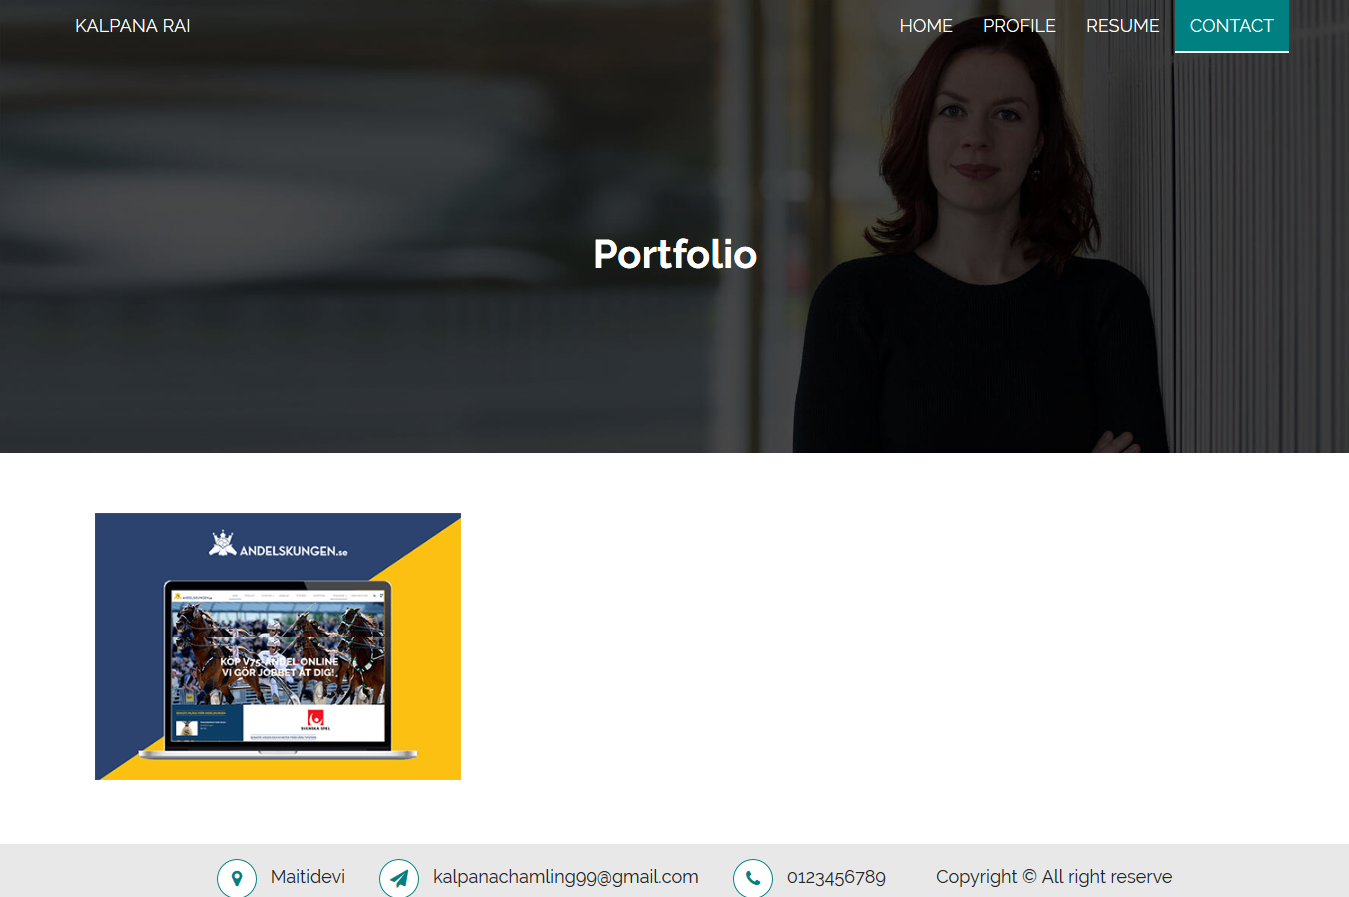 KALPANA RAI
HOME PROFILE RESUME CONTACT
Portfolio
ANDELSKUNGEN.se
KÖP V75-ANDEL ONLINE
VI GÖR JOBBET ÅT DIG!
SVENSKA SPEL
Maitidevi
kalpanachamling99@gmail.com
0123456789
Copyright © All right reserve